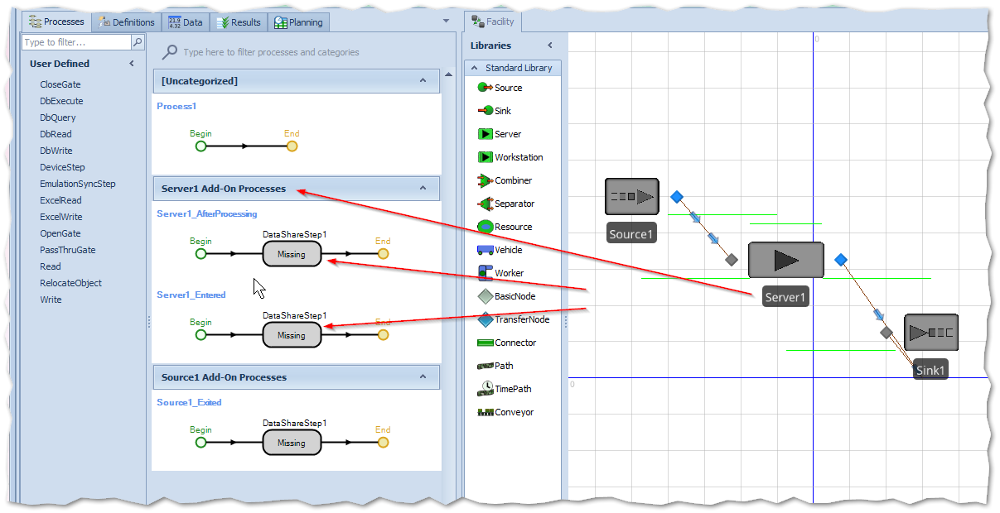 Processes
Definitions
21.9
4.32
Data
Results
Planning
Type to filter...
User Defined
CloseGate
DbExecute
DbQuery
DbRead
DbWrite
DeviceStep
EmulationSyncStep
ExcelRead
ExcelWrite
OpenGate
PassThruGate
Read
RelocateObject
Write
Type here to filter processes and categories
[Uncategorized]
Process1
Begin
End
Server1 Add-On Processes
Server1_AfterProcessing
DataShareStep1
Begin
End
Missing
Server1_Entered
DataShareStep1
Begin
End
Missing
Source1 Add-On Processes
Source1_Exited
DataShareStep1
Begin
End
Missing
Facility
Libraries
Standard Library
Source
Sink
Server
Workstation
Combiner
Separator
Resource
Vehicle
Worker
BasicNode
TransferNode
Connector
Path
TimePath
Conveyor
0
Source1
Server1
Sink1
0